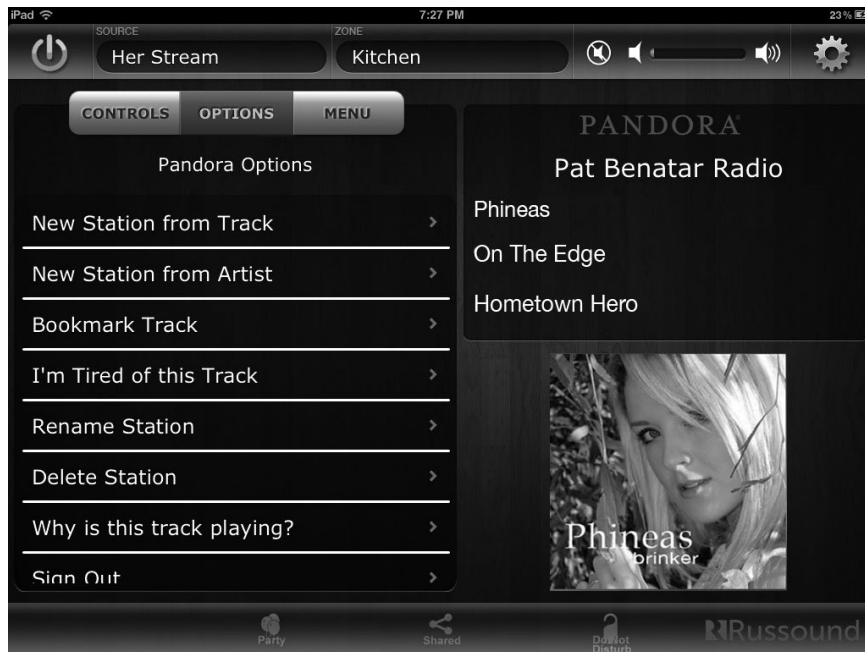 iPad 7:27 PM 23%
SOURCE ZONE
Her Stream Kitchen
CONTROLS OPTIONS MENU
Pandora Options
New Station from Track
New Station from Artist
Bookmark Track
I'm Tired of this Track
Rename Station
Delete Station
Why is this track playing?
Sign Out
PANDORA
Pat Benatar Radio
Phineas
On The Edge
Hometown Hero
Phineas
brinker
Party Shared Do Not
Disturb
Russound